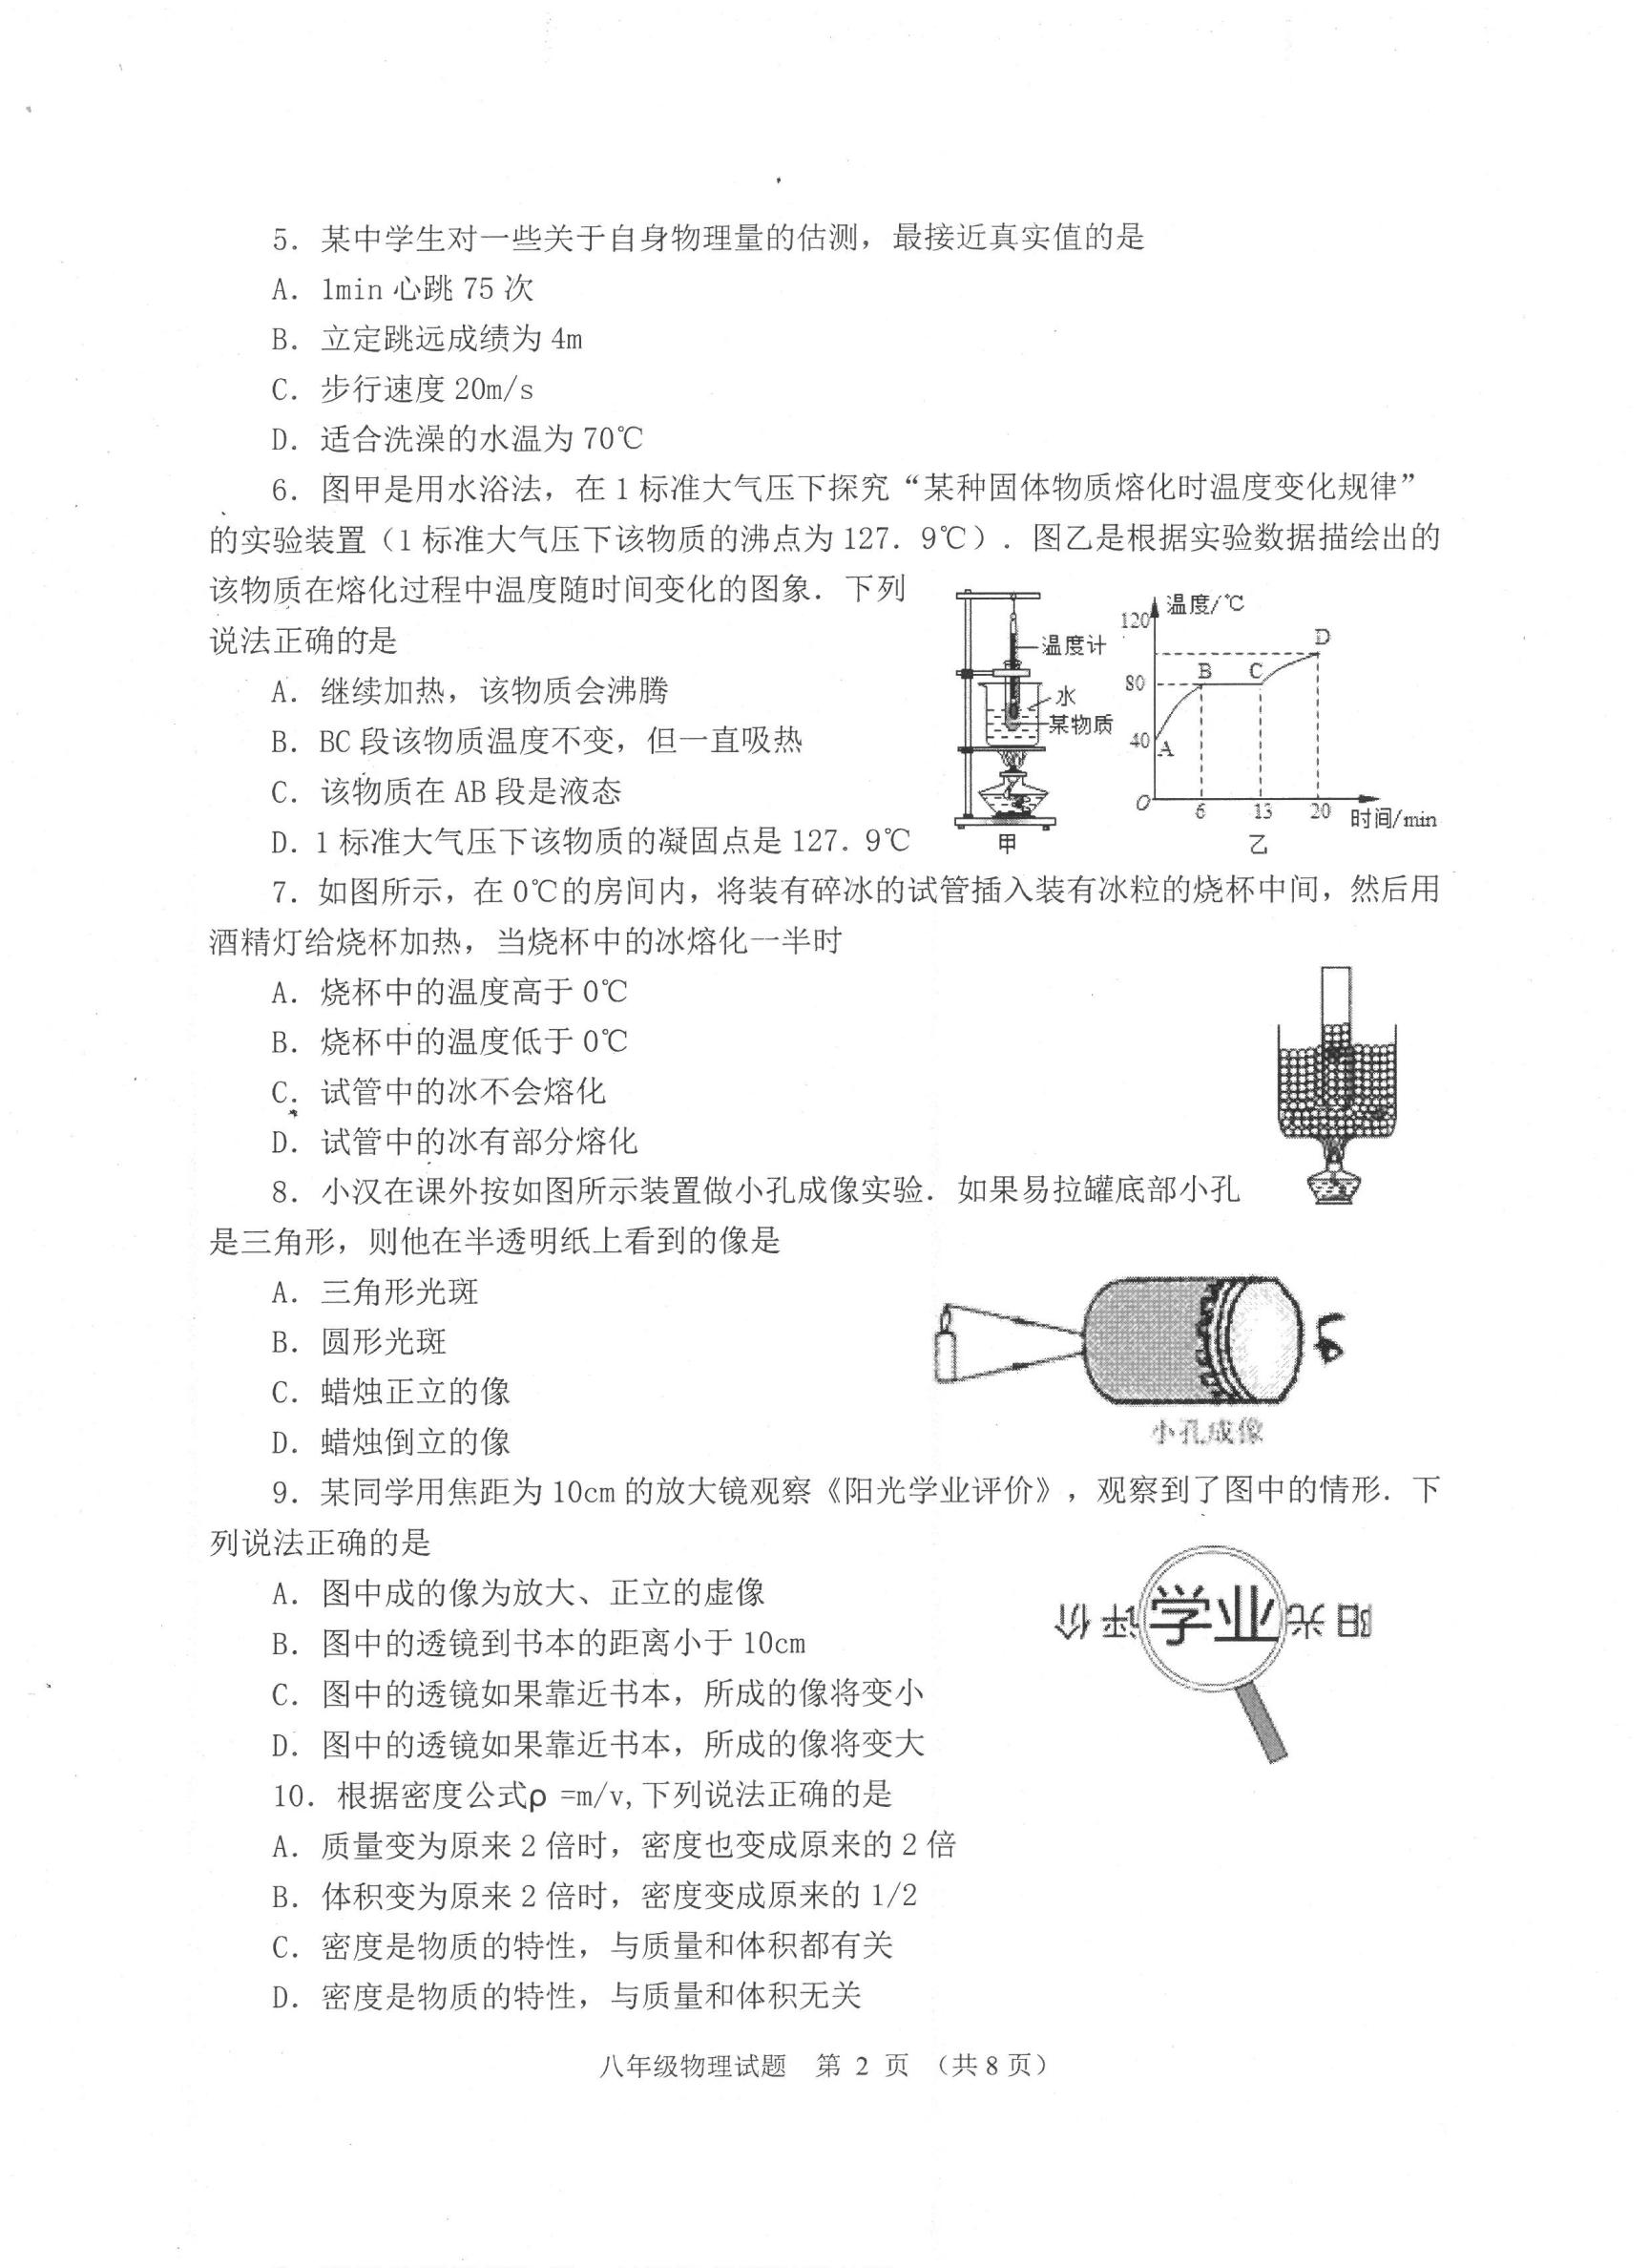 5．某中学生对一些关于自身物理量的估测，最接近真实值的是
A．1min 心跳 75 次
B．立定跳远成绩为 4m
C．步行速度 20m/s
D．适合洗澡的水温为 70℃
6．图甲是用水浴法，在 1 标准大气压下探究“某种固体物质熔化时温度变化规律”
的实验装置（1 标准大气压下该物质的沸点为 127．9℃）．图乙是根据实验数据描绘出的
该物质在熔化过程中温度随时间变化的图象．下列
说法正确的是
A．继续加热，该物质会沸腾
B．BC 段该物质温度不变，但一直吸热
C．该物质在 AB 段是液态
D．1 标准大气压下该物质的凝固点是 127．9℃
温度计
水
某物质
甲
温度/℃
120
80
40
O
A
B
C
D
6
13
20
时间/min
乙
7．如图所示，在 0℃的房间内，将装有碎冰的试管插入装有冰粒的烧杯中间，然后用
酒精灯给烧杯加热，当烧杯中的冰熔化一半时
A．烧杯中的温度高于 0℃
B．烧杯中的温度低于 0℃
C．试管中的冰不会熔化
D．试管中的冰有部分熔化
8．小汉在课外按如图所示装置做小孔成像实验．如果易拉罐底部小孔
是三角形，则他在半透明纸上看到的像是
A．三角形光斑
B．圆形光斑
C．蜡烛正立的像
D．蜡烛倒立的像
小孔成像
9．某同学用焦距为 10cm 的放大镜观察《阳光学业评价》，观察到了图中的情形．下
列说法正确的是
A．图中成的像为放大、正立的虚像
B．图中的透镜到书本的距离小于 10cm
C．图中的透镜如果靠近书本，所成的像将变小
D．图中的透镜如果靠近书本，所成的像将变大
阳光学业评价
10．根据密度公式ρ =m/v,下列说法正确的是
A．质量变为原来 2 倍时，密度也变成原来的 2 倍
B．体积变为原来 2 倍时，密度变成原来的 1/2
C．密度是物质的特性，与质量和体积都有关
D．密度是物质的特性，与质量和体积无关
八年级物理试题 第 2 页 （共 8 页）